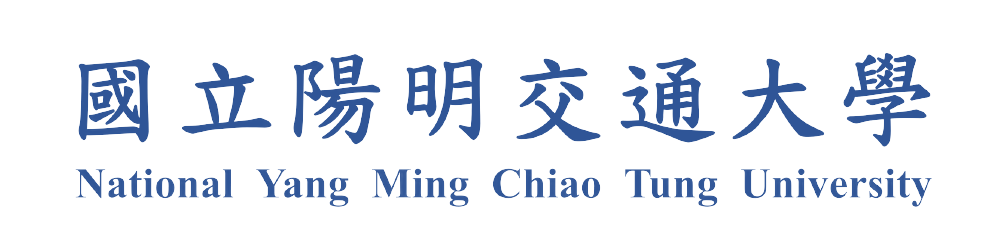 國立陽明交通大學
National Yang Ming Chiao Tung University